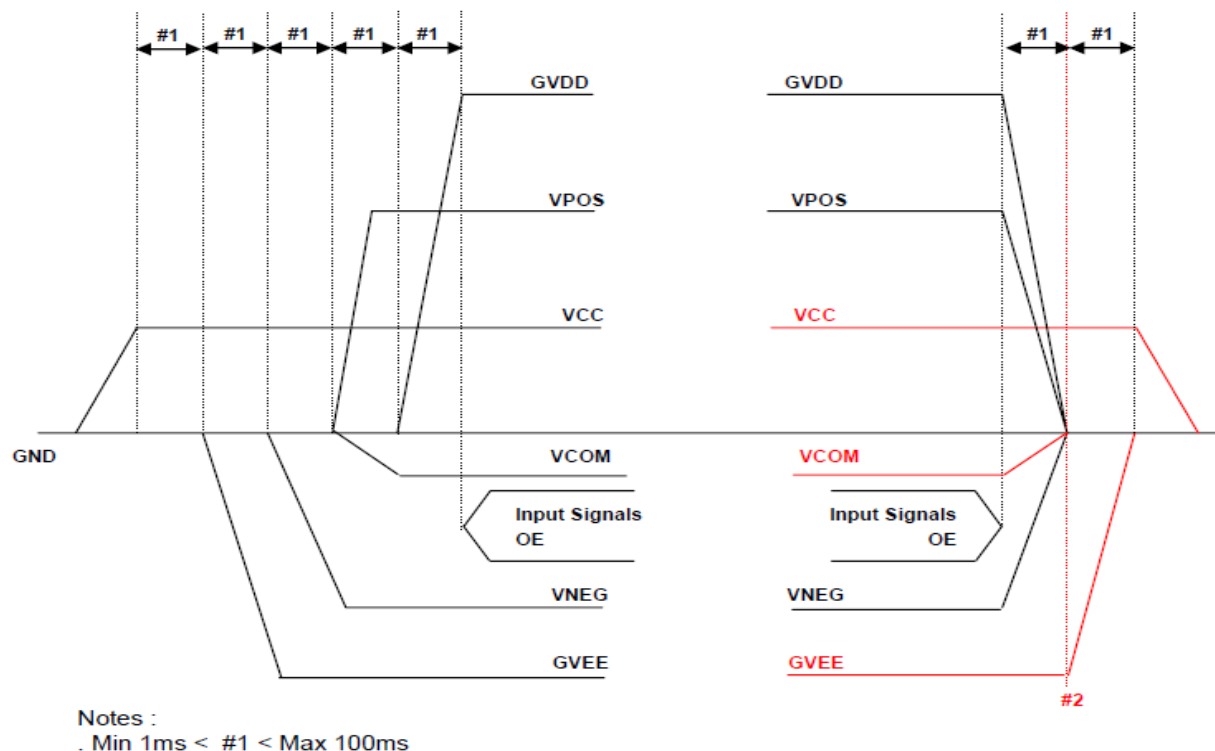 #1 #1 #1 #1 #1 #1 #1
GVDD GVDD
VPOS VPOS
VCC VCC
GND
VCOM VCOM
Input Signals Input Signals
OE OE
VNEG VNEG
GVEE GVEE
#2
Notes :
. Min 1ms < #1 < Max 100ms